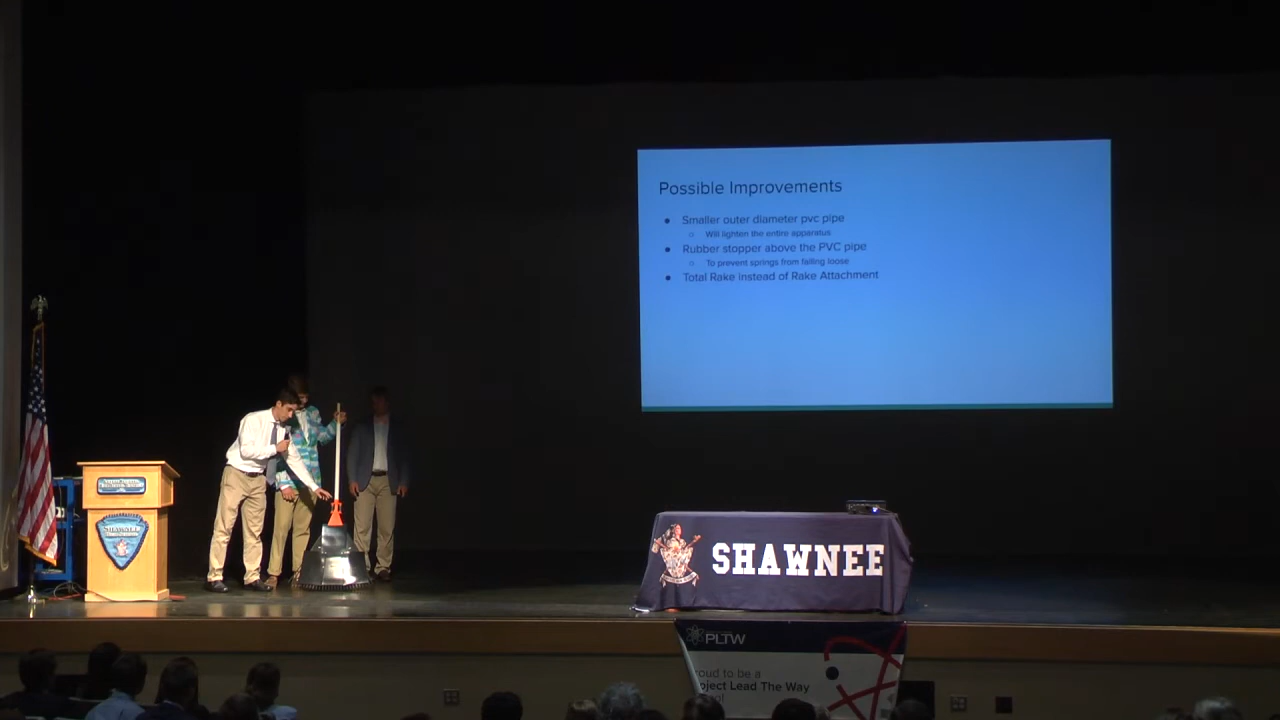 Possible Improvements
● Smaller outer diameter pvc pipe
○ Will lighten the entire apparatus
● Rubber stopper above the PVC pipe
○ To prevent springs from falling loose
● Total Rake instead of Rake Attachment
SHAWNEE
SHAWNEE
PLTW
roud to be a
oject Lead The Way